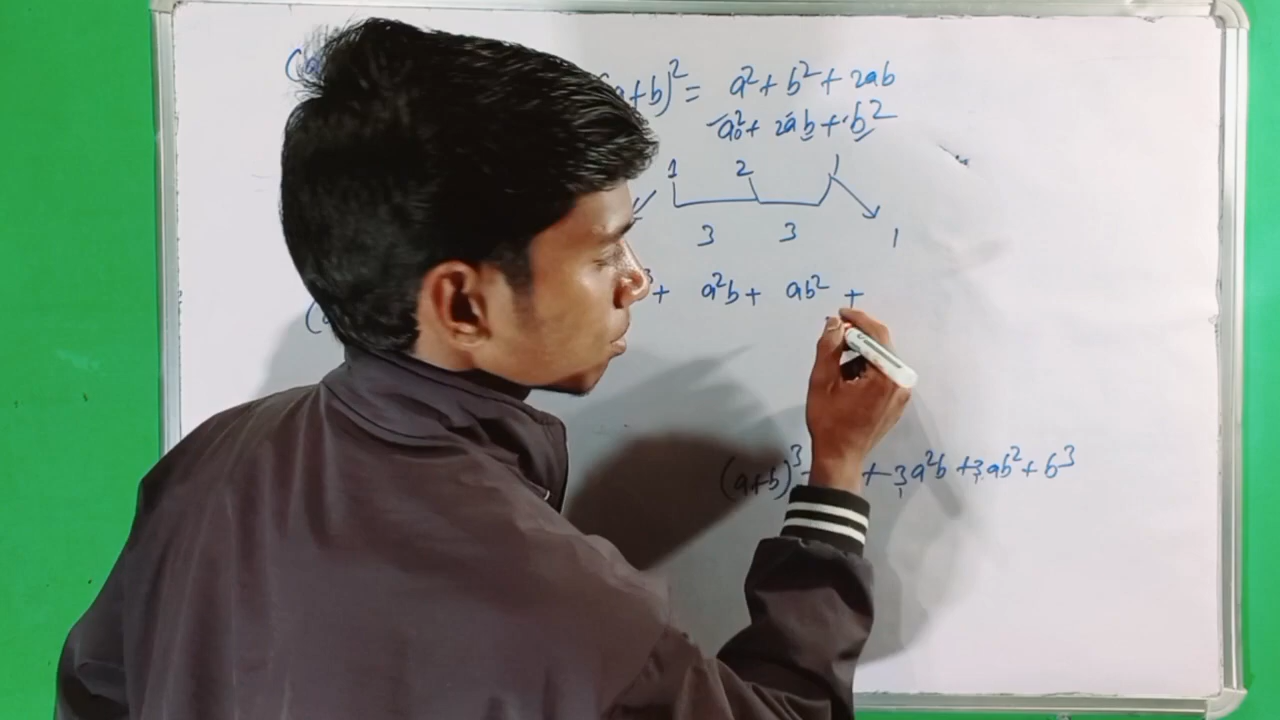 (a+b)² = a² + b² + 2ab
a² + 2ab + b²
1 2 1
3 3 1
³ + a²b + ab² +
(a+b)³ + 3a²b + 3ab² + b³